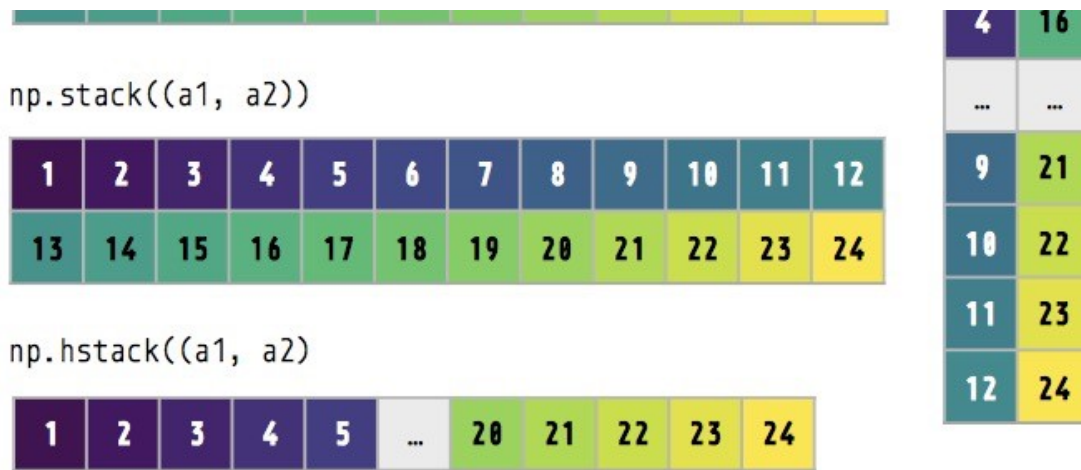 np.stack((a1, a2))
1 2 3 4 5 6 7 8 9 10 11 12
13 14 15 16 17 18 19 20 21 22 23 24
np.hstack((a1, a2)
1 2 3 4 5 … 20 21 22 23 24
4 16
… …
9 21
10 22
11 23
12 24